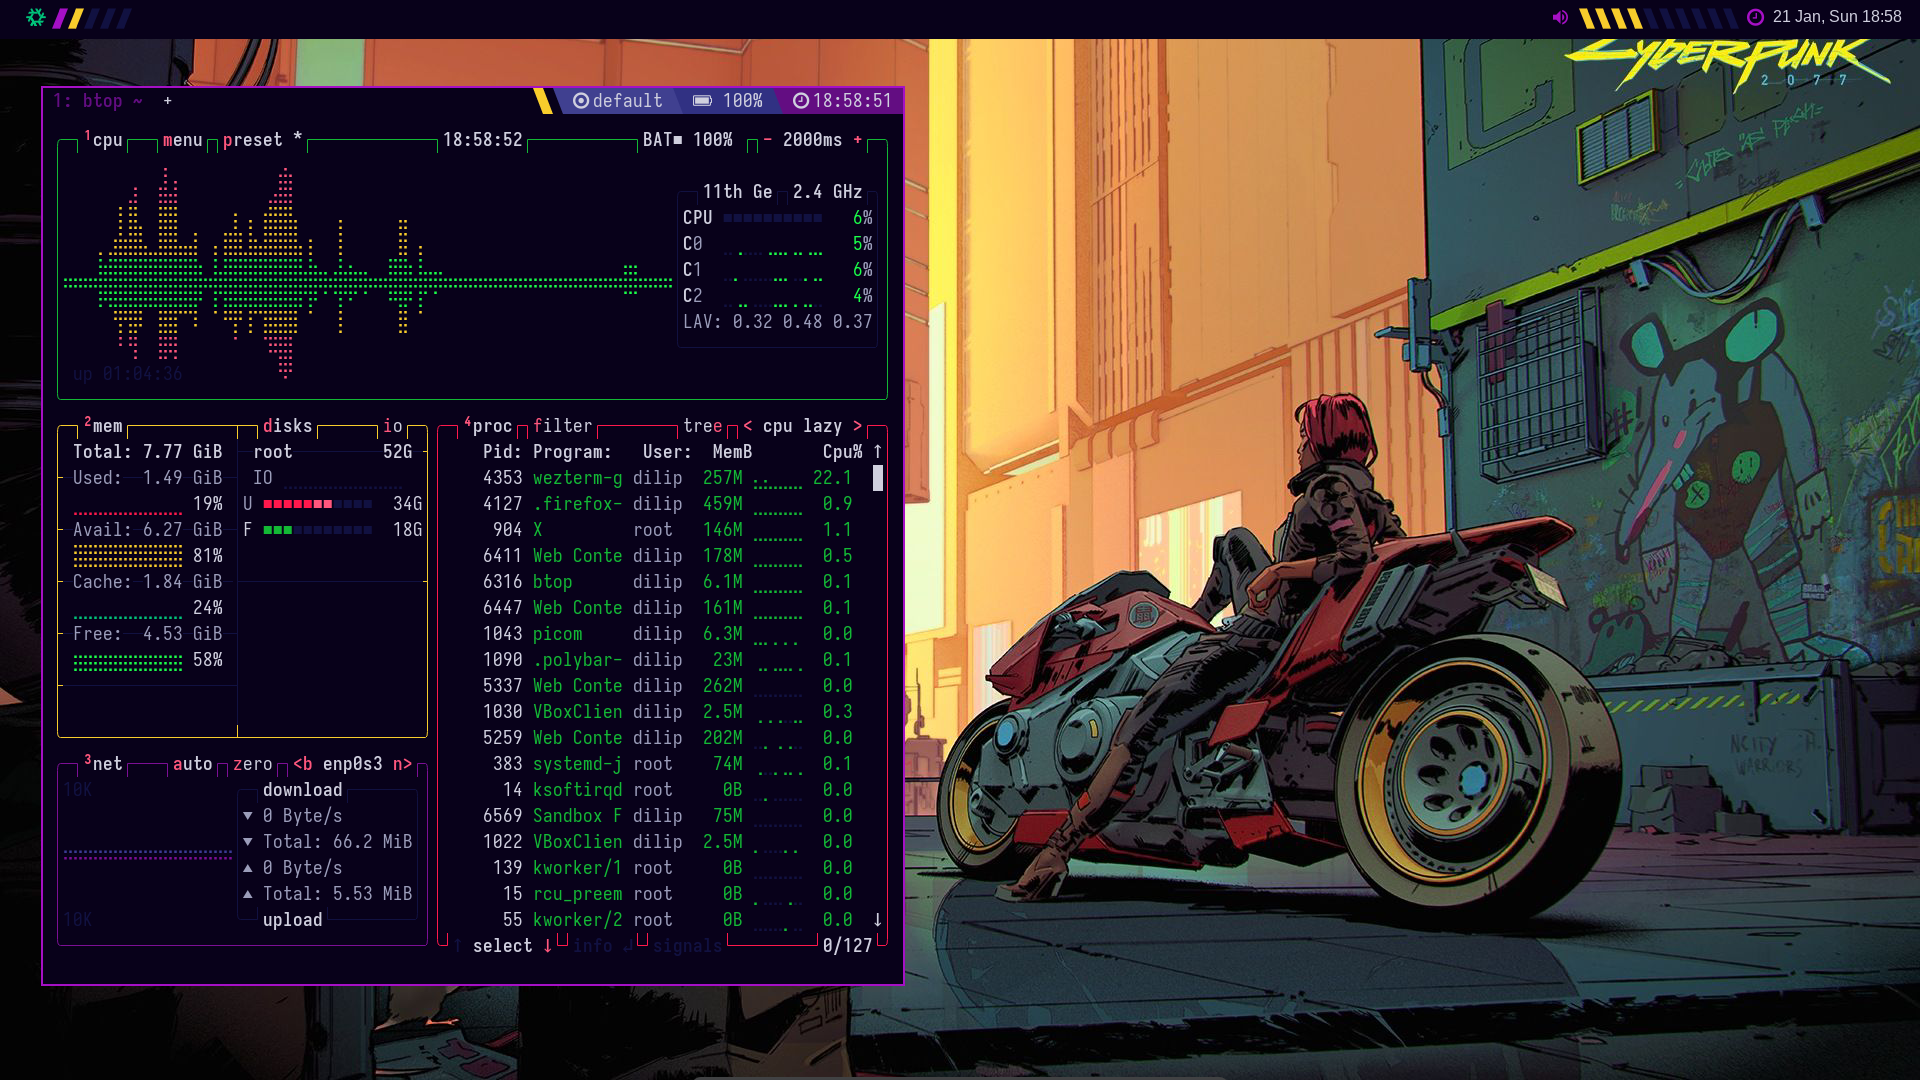 21 Jan, Sun 18:58
CYBERPUNK
2077
1: btop ~ +
default 100% 18:58:51
1cpu menu preset * 18:58:52 BAT■ 100% - 2000ms +
11th Ge 2.4 GHz
CPU 6%
C0 5%
C1 6%
C2 4%
LAV: 0.32 0.48 0.37
up 01:04:36
2mem disks io
Total: 7.77 GiB root 52G
Used: 1.49 GiB IO
19% U 34G
Avail: 6.27 GiB F 18G
81%
Cache: 1.84 GiB
24%
Free: 4.53 GiB
58%
3net auto zero <b enp0s3 n>
10K download
▼ 0 Byte/s
▼ Total: 66.2 MiB
▲ 0 Byte/s
▲ Total: 5.53 MiB
10K upload
4proc filter tree < cpu lazy >
Pid: Program: User: MemB Cpu% ↑
4353 wezterm-g dilip 257M 22.1
4127 .firefox- dilip 459M 0.9
904 X root 146M 1.1
6411 Web Conte dilip 178M 0.5
6316 btop dilip 6.1M 0.1
6447 Web Conte dilip 161M 0.1
1043 picom dilip 6.3M 0.0
1090 .polybar- dilip 23M 0.1
5337 Web Conte dilip 262M 0.0
1030 VBoxClien dilip 2.5M 0.3
5259 Web Conte dilip 202M 0.0
383 systemd-j root 74M 0.1
14 ksoftirqd root 0B 0.0
6569 Sandbox F dilip 75M 0.0
1022 VBoxClien dilip 2.5M 0.0
139 kworker/1 root 0B 0.0
15 rcu_preem root 0B 0.0
55 kworker/2 root 0B 0.0 ↓
↑ select ↓ info ↲ signals 0/127
NCITY
WARRIORS